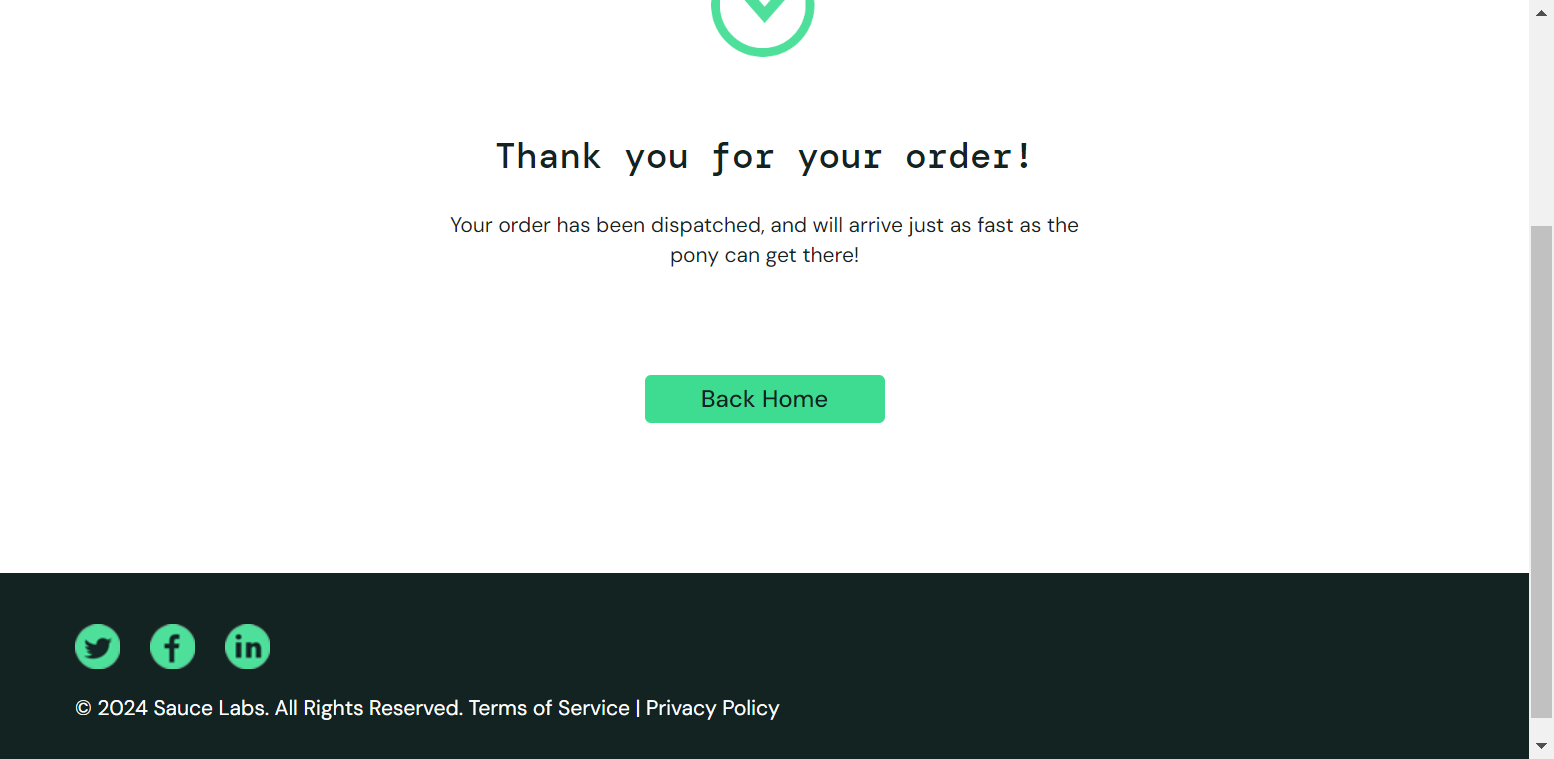 Thank you for your order!
Your order has been dispatched, and will arrive just as fast as the
pony can get there!
Back Home
© 2024 Sauce Labs. All Rights Reserved. Terms of Service | Privacy Policy